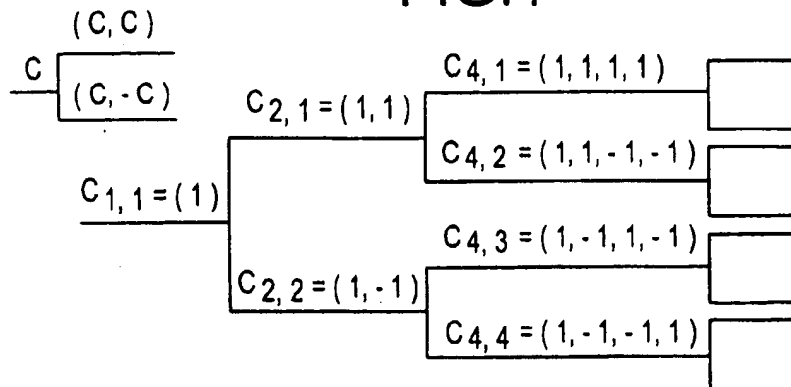 (C, C)
C
(C, -C)
C1, 1 = (1)
C2, 1 = (1, 1)
C2, 2 = (1, -1)
C4, 1 = (1, 1, 1, 1)
C4, 2 = (1, 1, -1, -1)
C4, 3 = (1, -1, 1, -1)
C4, 4 = (1, -1, -1, 1)